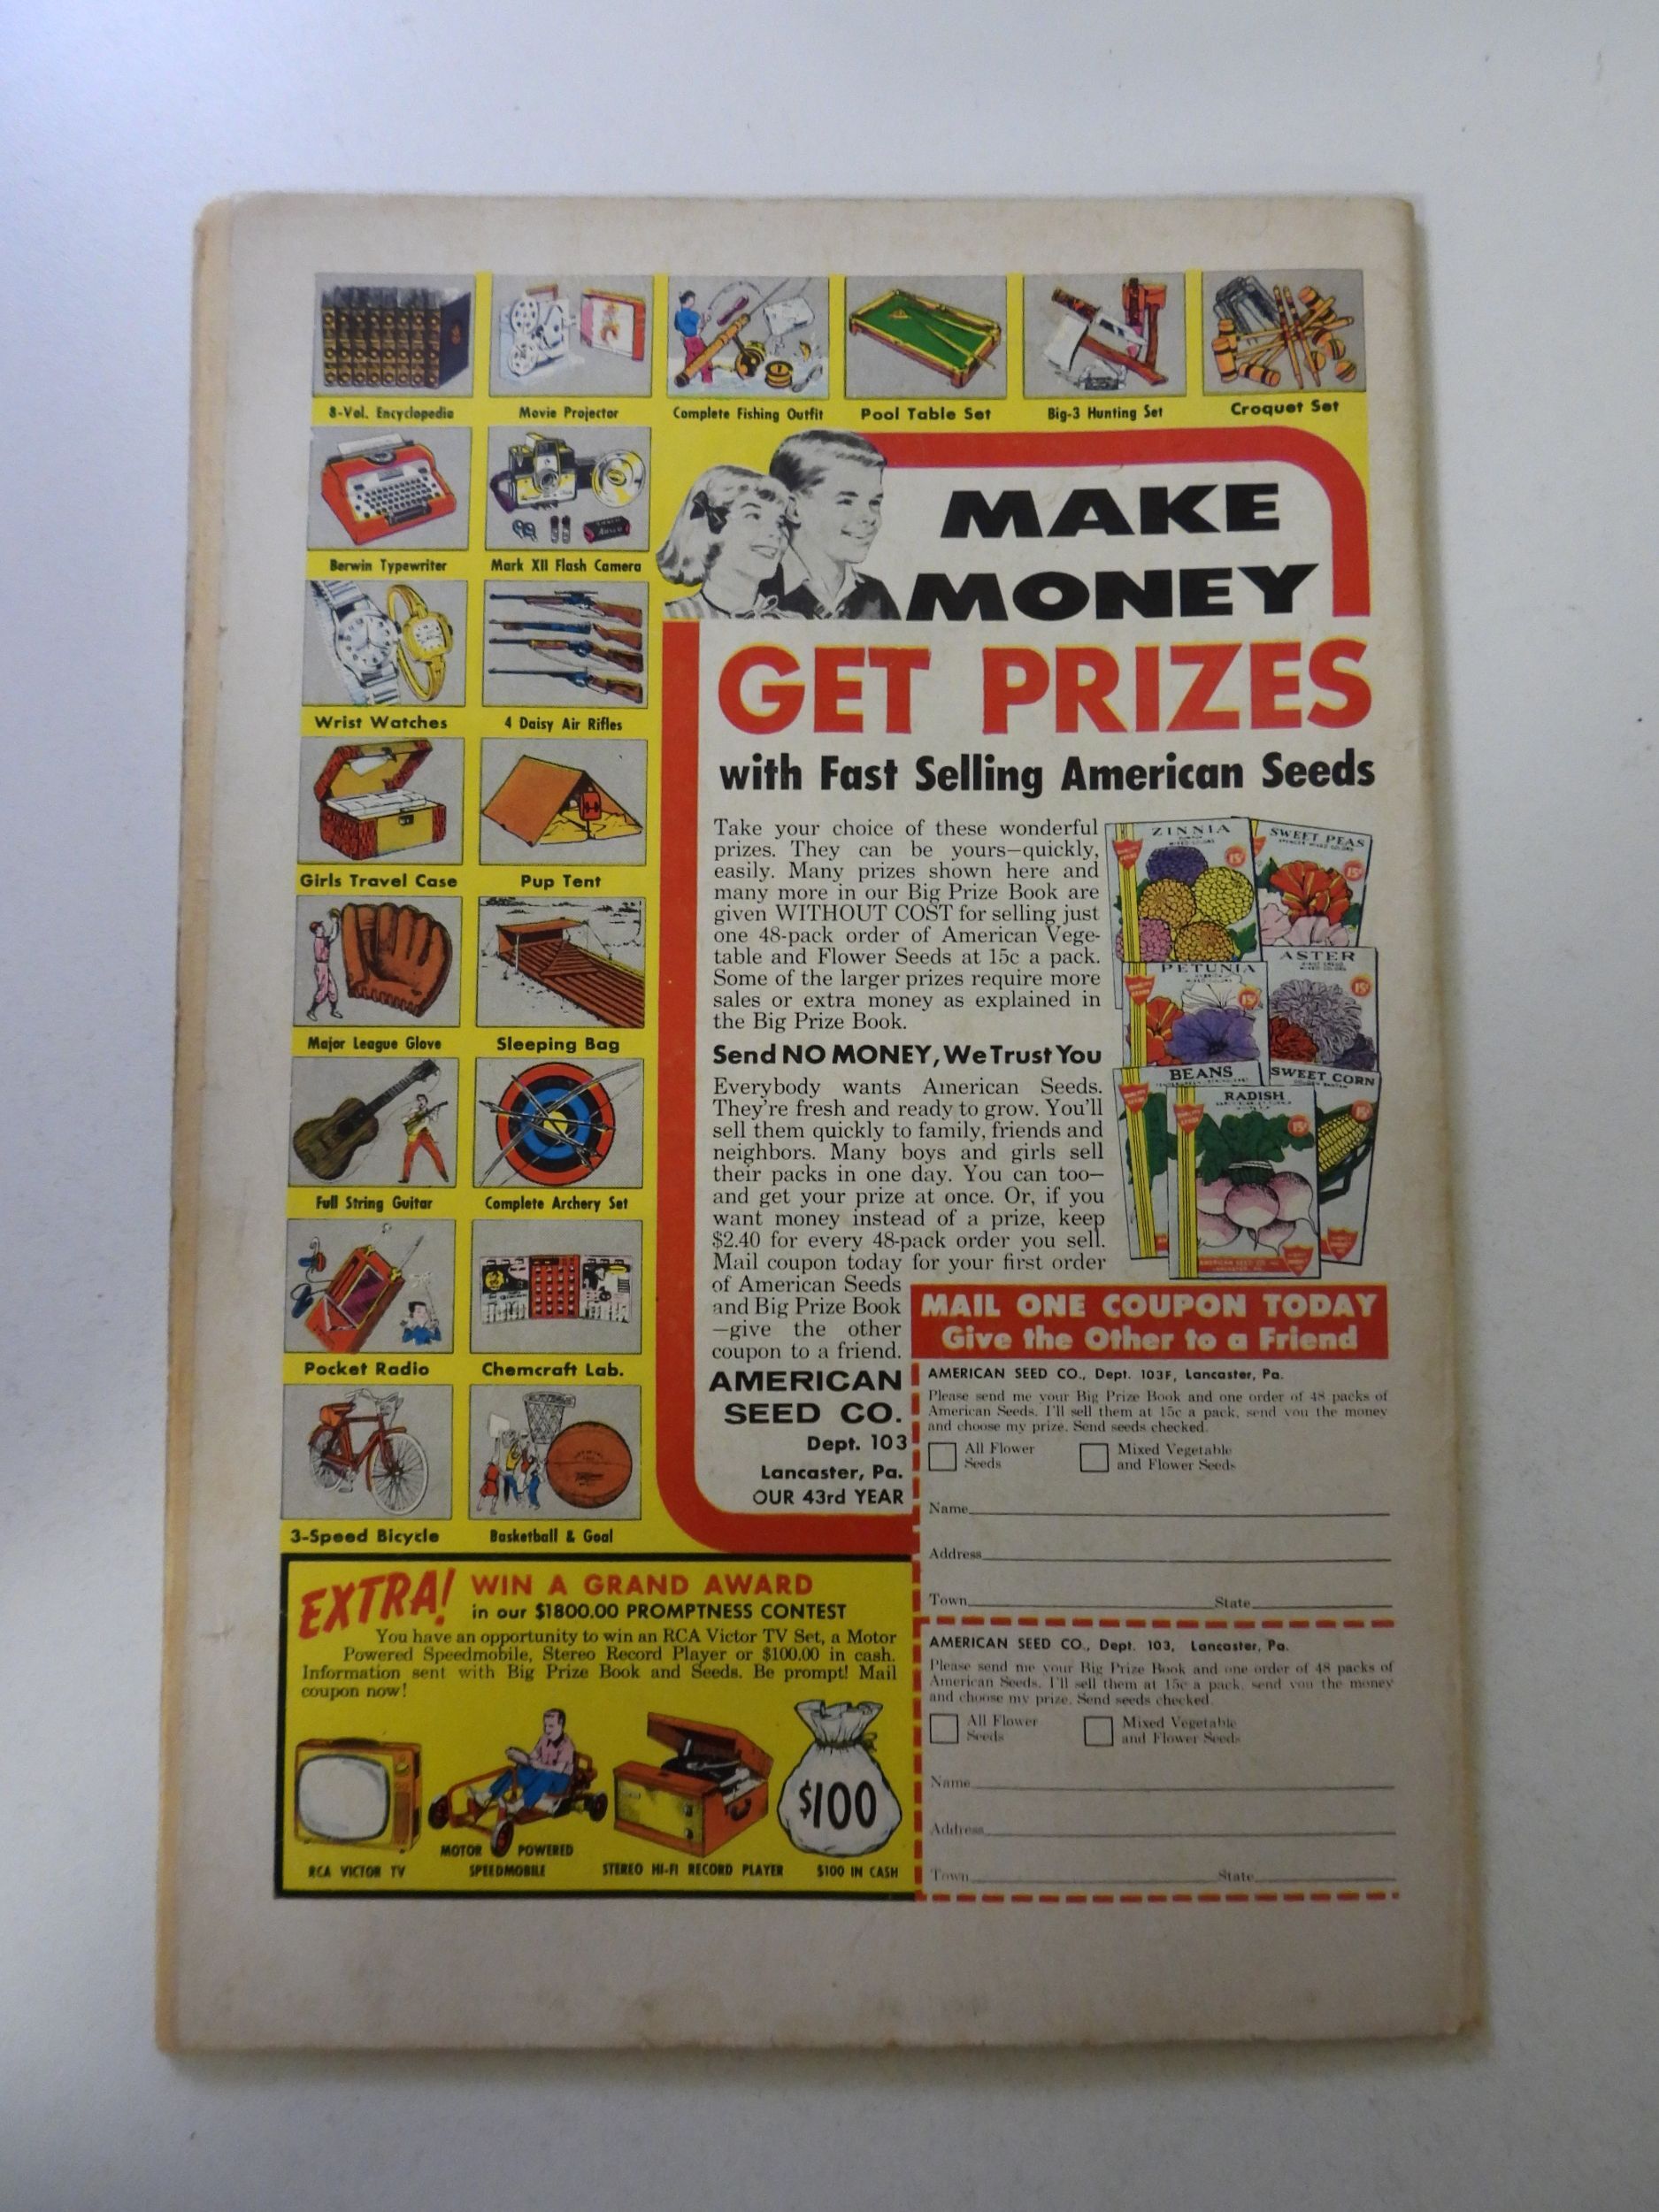 8-Vol. Encyclopedia
Movie Projector
Complete Fishing Outfit
Pool Table Set
Big-3 Hunting Set
Croquet Set
Berwin Typewriter
Mark XII Flash Camera
Wrist Watches
4 Daisy Air Rifles
Girls Travel Case
Pup Tent
Major League Glove
Sleeping Bag
Full String Guitar
Complete Archery Set
Pocket Radio
Chemcraft Lab.
3-Speed Bicycle
Basketball & Goal
MAKE
MONEY
GET PRIZES
with Fast Selling American Seeds
Take your choice of these wonderful
prizes. They can be yours—quickly,
easily. Many prizes shown here and
many more in our Big Prize Book are
given WITHOUT COST for selling just
one 48-pack order of American Vege-
table and Flower Seeds at 15c a pack.
Some of the larger prizes require more
sales or extra money as explained in
the Big Prize Book.
Send NO MONEY, We Trust You
Everybody wants American Seeds.
They're fresh and ready to grow. You'll
sell them quickly to family, friends and
neighbors. Many boys and girls sell
their packs in one day. You can too—
and get your prize at once. Or, if you
want money instead of a prize, keep
$2.40 for every 48-pack order you sell.
Mail coupon today for your first order
of American Seeds
and Big Prize Book
—give the other
coupon to a friend.
AMERICAN
SEED CO.
Dept. 103
Lancaster, Pa.
OUR 43rd YEAR
ZINNIA
15¢
SWEET PEAS
15¢
PETUNIA
15¢
ASTER
15¢
BEANS
SWEET CORN
15¢
RADISH
15¢
MAIL ONE COUPON TODAY
Give the Other to a Friend
AMERICAN SEED CO., Dept. 103F, Lancaster, Pa.
Please send me your Big Prize Book and one order of 48 packs of
American Seeds. I'll sell them at 15c a pack, send you the money
and choose my prize. Send seeds checked.
All Flower
Seeds
Mixed Vegetable
and Flower Seeds
Name
Address
Town State
AMERICAN SEED CO., Dept. 103, Lancaster, Pa.
Please send me your Big Prize Book and one order of 48 packs of
American Seeds. I'll sell them at 15c a pack, send you the money
and choose my prize. Send seeds checked.
All Flower
Seeds
Mixed Vegetable
and Flower Seeds
Name
Address
Town State
EXTRA! WIN A GRAND AWARD
in our $1800.00 PROMPTNESS CONTEST
You have an opportunity to win an RCA Victor TV Set, a Motor
Powered Speedmobile, Stereo Record Player or $100.00 in cash.
Information sent with Big Prize Book and Seeds. Be prompt! Mail
coupon now!
$100
RCA VICTOR TV
MOTOR POWERED
SPEEDMOBILE
STEREO HI-FI RECORD PLAYER
$100 IN CASH